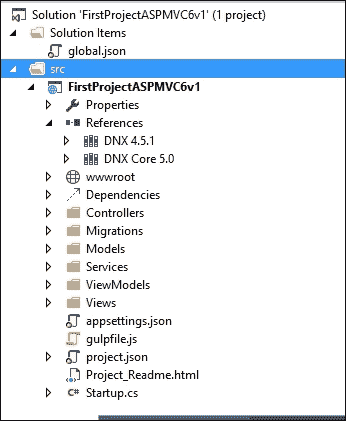 Solution 'FirstProjectASPMVC6v1' (1 project)
Solution Items
global.json
src
FirstProjectASPMVC6v1
Properties
References
DNX 4.5.1
DNX Core 5.0
wwwroot
Dependencies
Controllers
Migrations
Models
Services
ViewModels
Views
appsettings.json
gulpfile.js
project.json
Project_Readme.html
C# Startup.cs